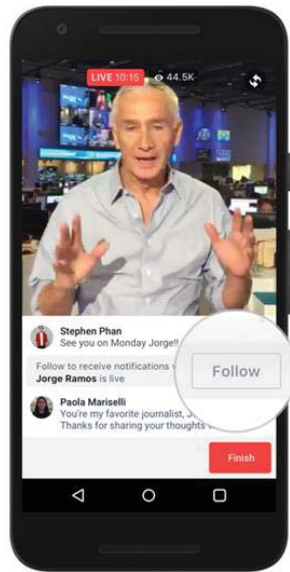 LIVE 10:15 44.5K
Stephen Phan
See you on Monday Jorge!!
Follow to receive notifications
Jorge Ramos is live
Follow
Paola Mariselli
You're my favorite journalist,
Thanks for sharing your thoughts
Finish